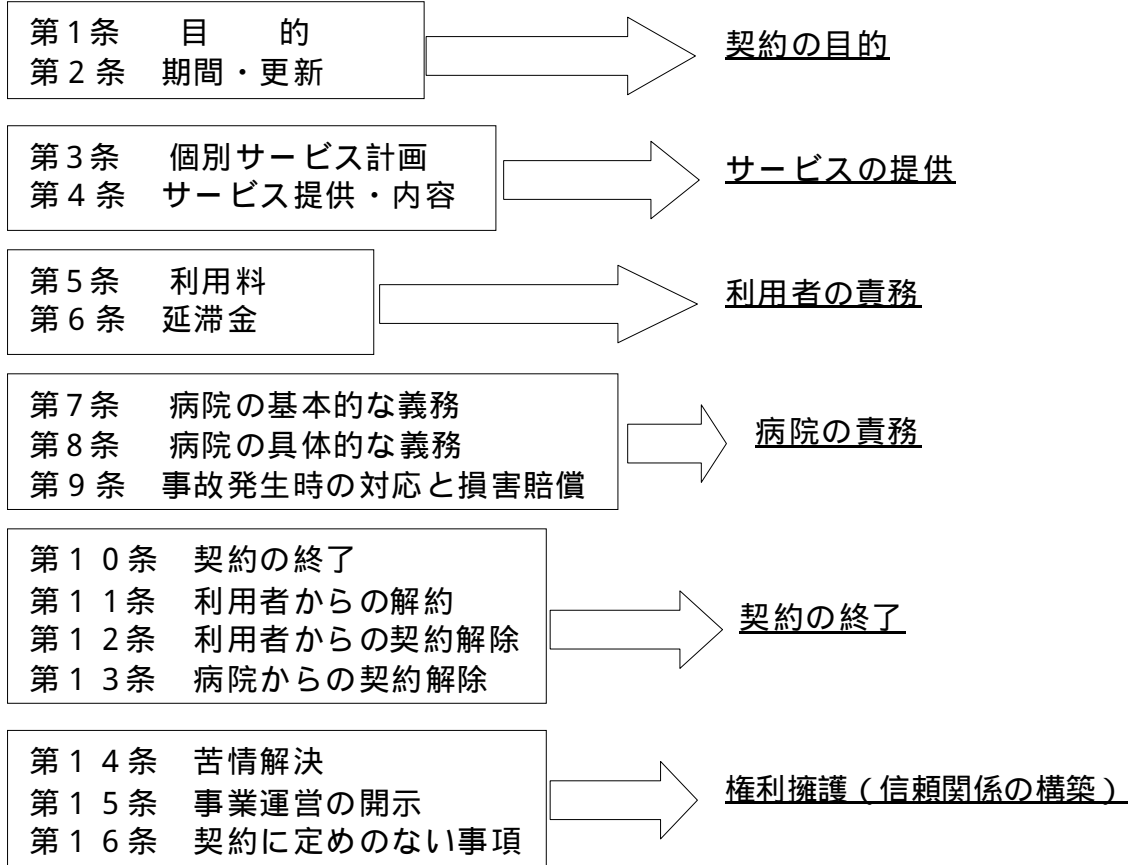 第1条　目　　的
第2条　期間・更新
契約の目的
第3条　個別サービス計画
第4条　サービス提供・内容
サービスの提供
第5条　利用料
第6条　延滞金
利用者の責務
第7条　病院の基本的な義務
第8条　病院の具体的な義務
第9条　事故発生時の対応と損害賠償
病院の責務
第10条　契約の終了
第11条　利用者からの解約
第12条　利用者からの契約解除
第13条　病院からの契約解除
契約の終了
第14条　苦情解決
第15条　事業運営の開示
第16条　契約に定めのない事項
権利擁護（信頼関係の構築）